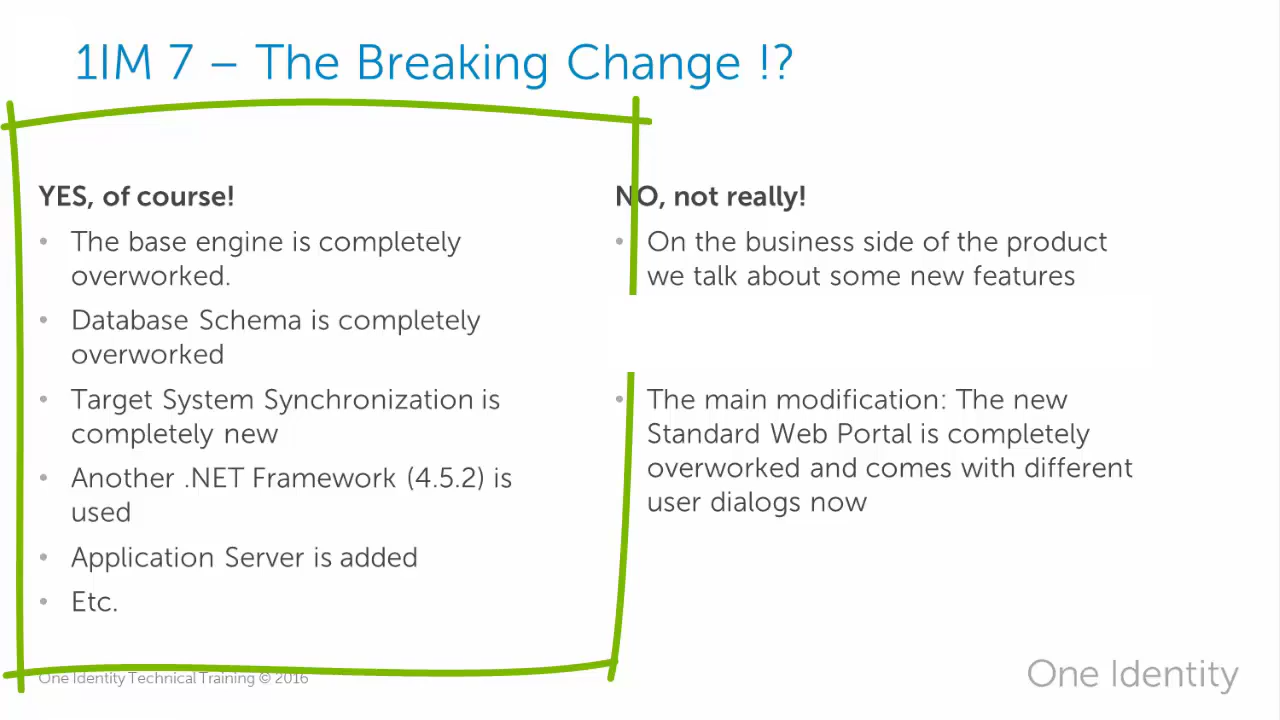 1IM 7 – The Breaking Change !?
YES, of course!
• The base engine is completely
overworked.
• Database Schema is completely
overworked
• Target System Synchronization is
completely new
• Another .NET Framework (4.5.2) is
used
• Application Server is added
• Etc.
NO, not really!
• On the business side of the product
we talk about some new features
• The main modification: The new
Standard Web Portal is completely
overworked and comes with different
user dialogs now
One Identity Technical Training © 2016
One Identity